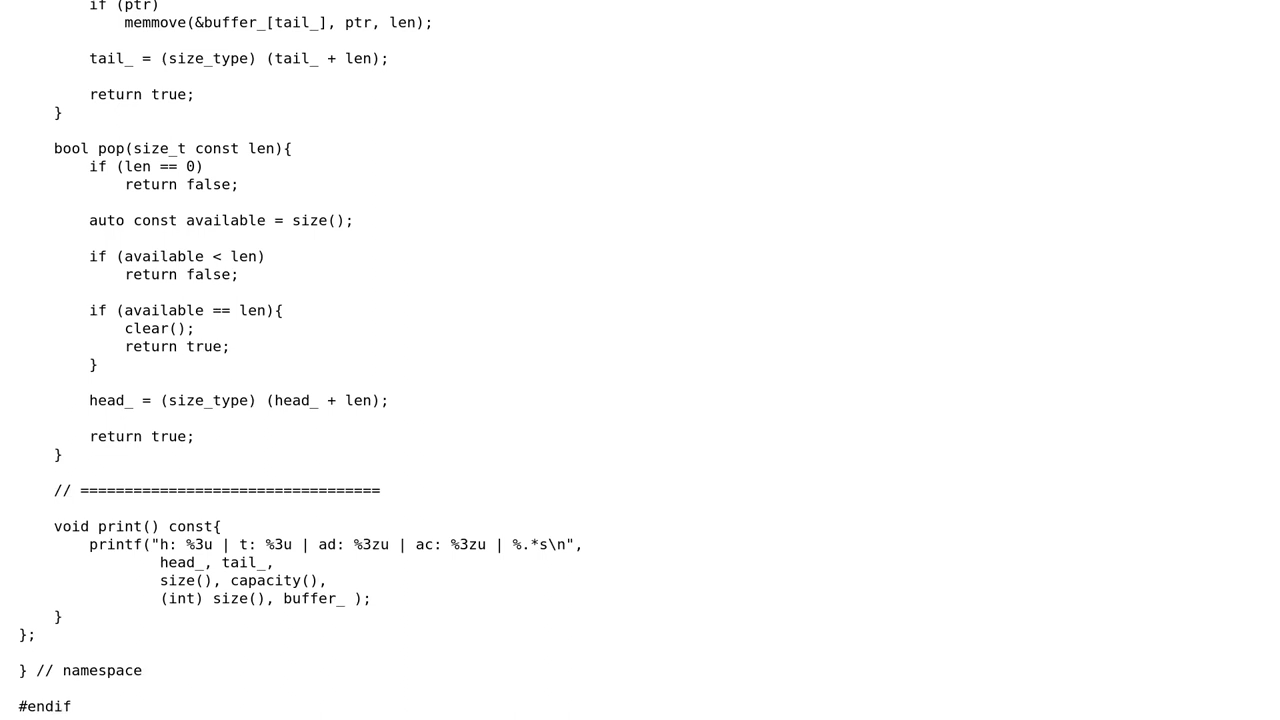 if (ptr)
            memmove(&buffer_[tail_], ptr, len);

        tail_ = (size_type) (tail_ + len);

        return true;
    }

    bool pop(size_t const len){
        if (len == 0)
            return false;

        auto const available = size();

        if (available < len)
            return false;

        if (available == len){
            clear();
            return true;
        }

        head_ = (size_type) (head_ + len);

        return true;
    }

    // ==================================

    void print() const{
        printf("h: %3u | t: %3u | ad: %3zu | ac: %3zu | %.*s\n",
                head_, tail_,
                size(), capacity(),
                (int) size(), buffer_ );
    }
};

} // namespace

#endif